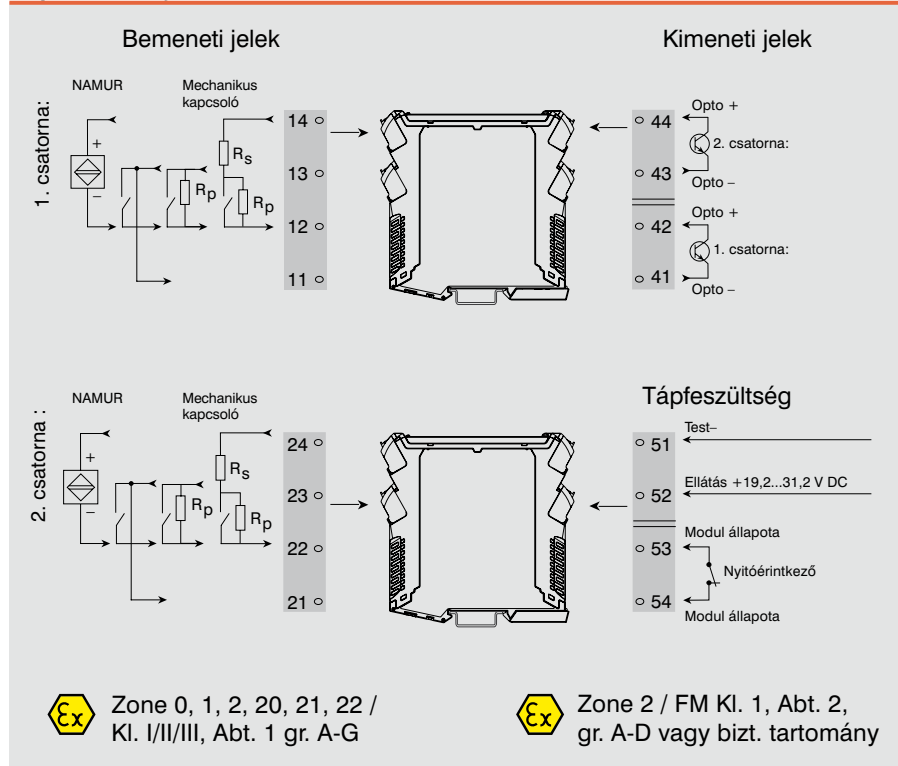 Bemeneti jelek
Kimeneti jelek
1. csatorna:
NAMUR
Mechanikus
kapcsoló
+
–
Rp
Rs
Rp
14
13
12
11
44
43
42
41
Opto +
2. csatorna:
Opto –
Opto +
1. csatorna:
Opto –
2. csatorna :
NAMUR
Mechanikus
kapcsoló
+
–
Rp
Rs
Rp
24
23
22
21
Tápfeszültség
51
52
53
54
Test–
Ellátás +19,2...31,2 V DC
Modul állapota
Nyitóérintkező
Modul állapota
Ex
Zone 0, 1, 2, 20, 21, 22 /
Kl. I/II/III, Abt. 1 gr. A-G
Ex
Zone 2 / FM Kl. 1, Abt. 2,
gr. A-D vagy bizt. tartomány